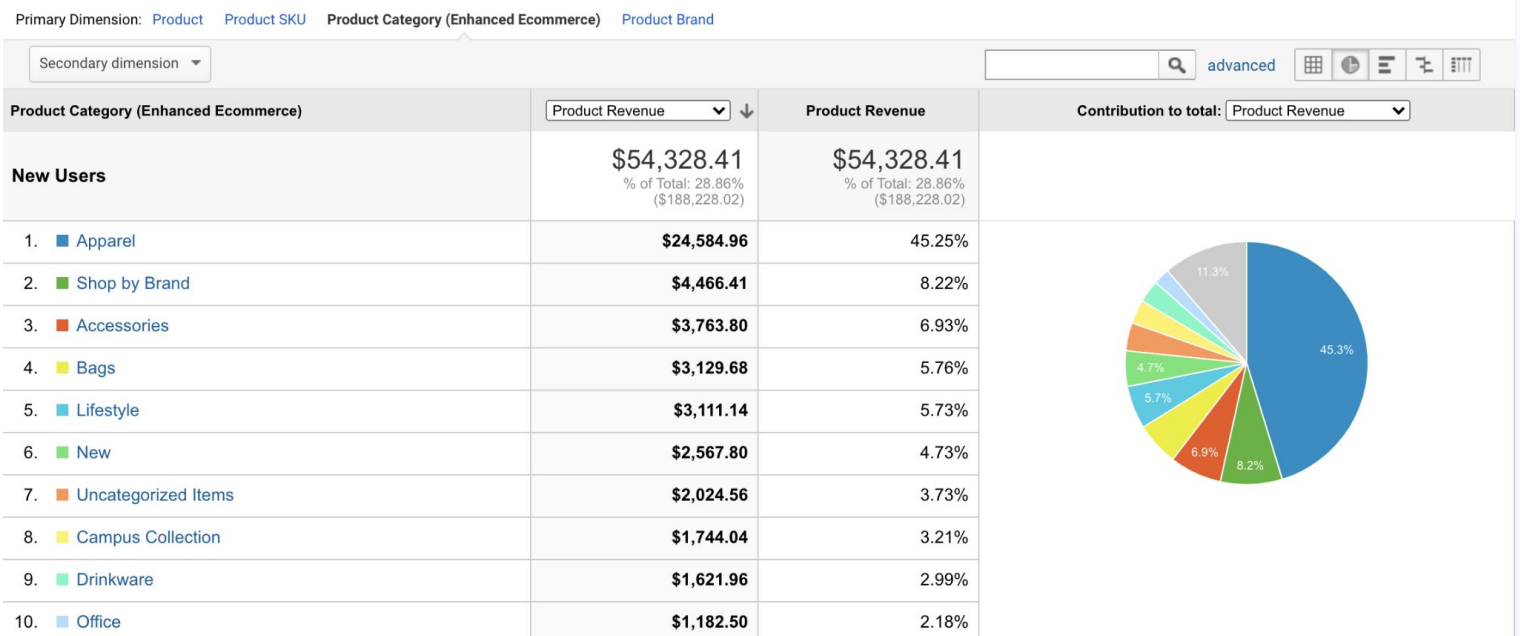 Primary Dimension: Product Product SKU Product Category (Enhanced Ecommerce) Product Brand
Secondary dimension advanced
Product Category (Enhanced Ecommerce) Product Revenue Product Revenue Contribution to total: Product Revenue
New Users $54,328.41 $54,328.41
% of Total: 28.86% % of Total: 28.86%
($188,228.02) ($188,228.02)
1. Apparel $24,584.96 45.25%
2. Shop by Brand $4,466.41 8.22%
3. Accessories $3,763.80 6.93%
4. Bags $3,129.68 5.76%
5. Lifestyle $3,111.14 5.73%
6. New $2,567.80 4.73%
7. Uncategorized Items $2,024.56 3.73%
8. Campus Collection $1,744.04 3.21%
9. Drinkware $1,621.96 2.99%
10. Office $1,182.50 2.18%
11.3%
45.3%
4.7%
5.7%
6.9%
8.2%